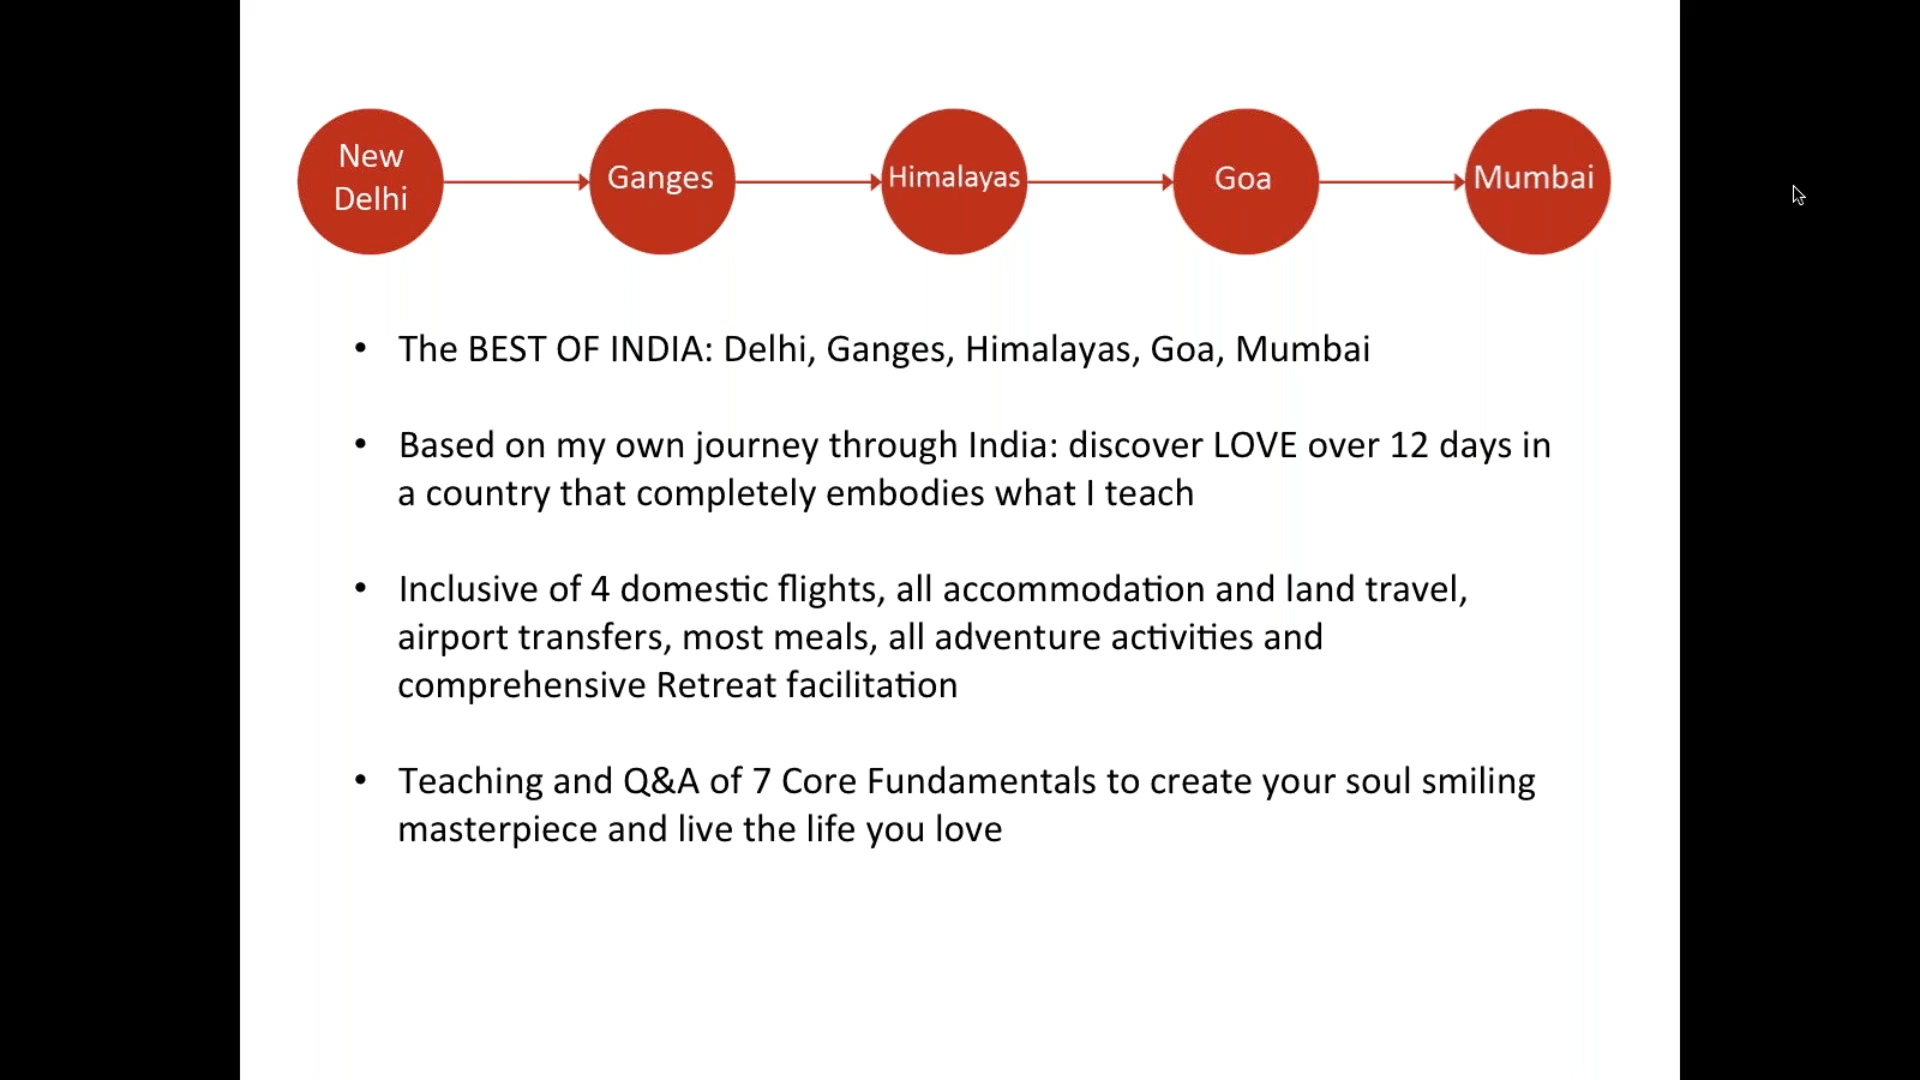 New
Delhi
Ganges
Himalayas
Goa
Mumbai
• The BEST OF INDIA: Delhi, Ganges, Himalayas, Goa, Mumbai
• Based on my own journey through India: discover LOVE over 12 days in
a country that completely embodies what I teach
• Inclusive of 4 domestic flights, all accommodation and land travel,
airport transfers, most meals, all adventure activities and
comprehensive Retreat facilitation
• Teaching and Q&A of 7 Core Fundamentals to create your soul smiling
masterpiece and live the life you love